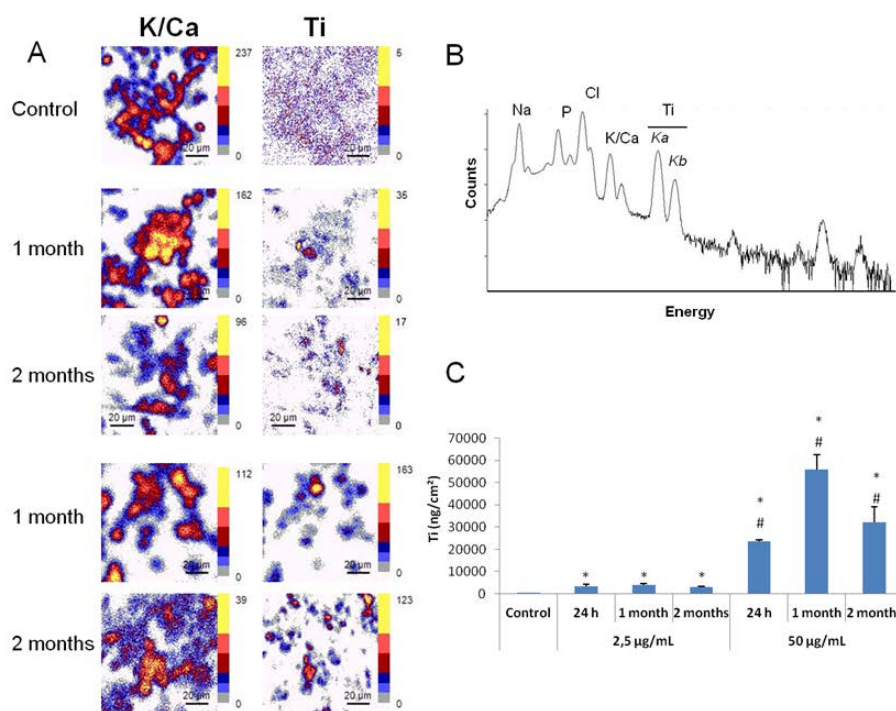 A
K/Ca Ti
Control
237
20 µm
0
5
20 µm
0
1 month
162
20 µm
0
35
20 µm
0
2 months
96
20 µm
0
17
20 µm
0
1 month
112
20 µm
0
163
20 µm
0
2 months
39
20 µm
0
123
20 µm
0
B
Counts
Na
P
Cl
K/Ca
Ti
Ka
Kb
Energy
C
Ti (ng/cm²)
70000
60000
50000
40000
30000
20000
10000
0
*
*
*
*
#
*
#
*
#
Control 24 h 1 month 2 months 24 h 1 month 2 month
2,5 µg/mL 50 µg/mL